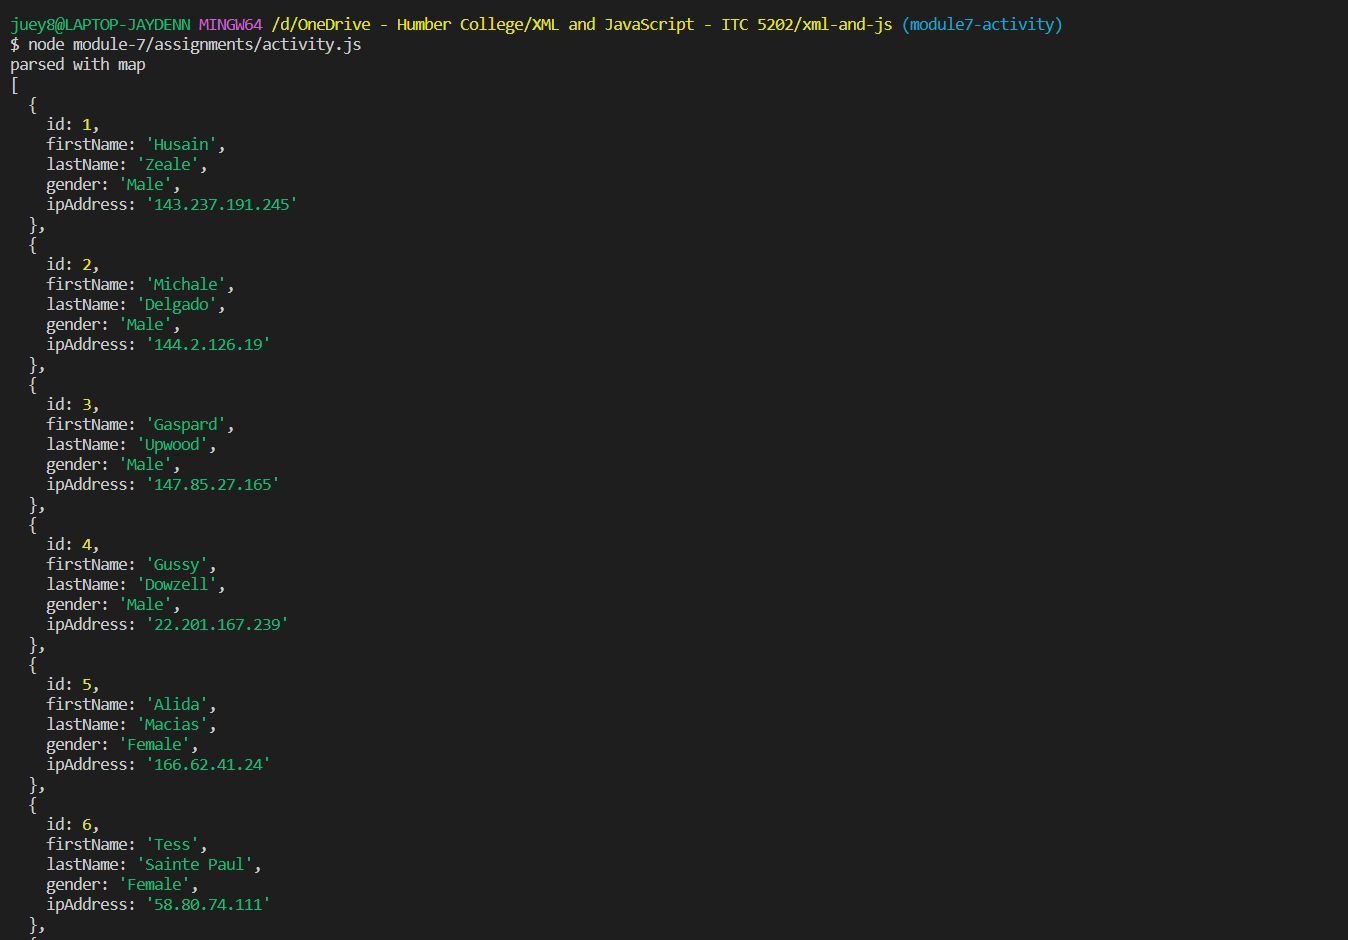 juey8@LAPTOP-JAYDENN MINGW64 /d/OneDrive - Humber College/XML and JavaScript - ITC 5202/xml-and-js (module7-activity)
$ node module-7/assignments/activity.js
parsed with map
[
  {
    id: 1,
    firstName: 'Husain',
    lastName: 'Zeale',
    gender: 'Male',
    ipAddress: '143.237.191.245'
  },
  {
    id: 2,
    firstName: 'Michale',
    lastName: 'Delgado',
    gender: 'Male',
    ipAddress: '144.2.126.19'
  },
  {
    id: 3,
    firstName: 'Gaspard',
    lastName: 'Upwood',
    gender: 'Male',
    ipAddress: '147.85.27.165'
  },
  {
    id: 4,
    firstName: 'Gussy',
    lastName: 'Dowzell',
    gender: 'Male',
    ipAddress: '22.201.167.239'
  },
  {
    id: 5,
    firstName: 'Alida',
    lastName: 'Macias',
    gender: 'Female',
    ipAddress: '166.62.41.24'
  },
  {
    id: 6,
    firstName: 'Tess',
    lastName: 'Sainte Paul',
    gender: 'Female',
    ipAddress: '58.80.74.111'
  },
  {